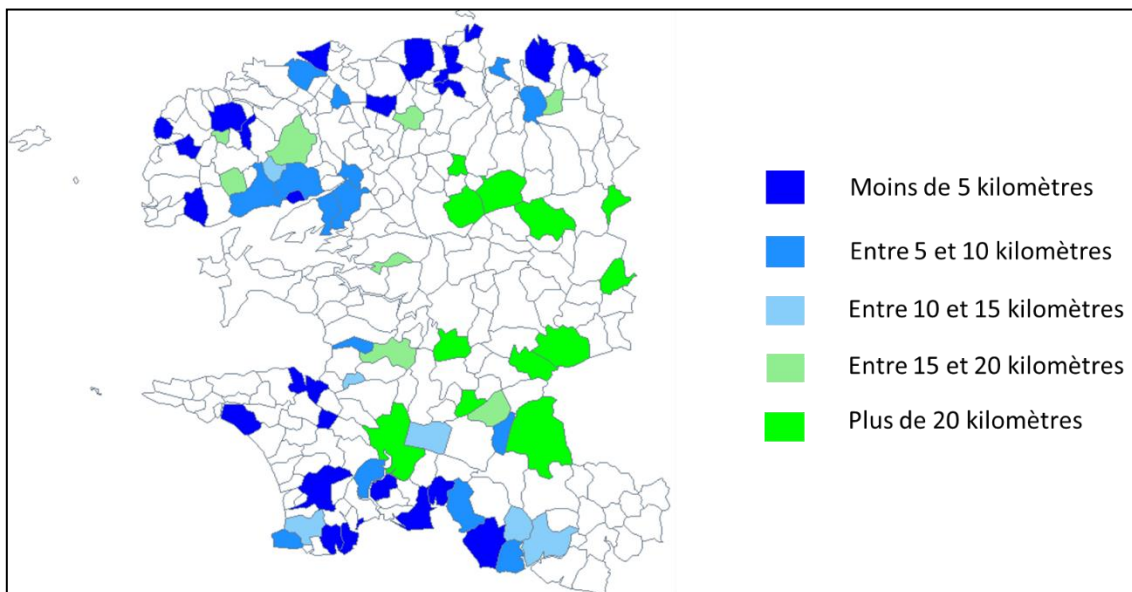 Moins de 5 kilomètres
Entre 5 et 10 kilomètres
Entre 10 et 15 kilomètres
Entre 15 et 20 kilomètres
Plus de 20 kilomètres